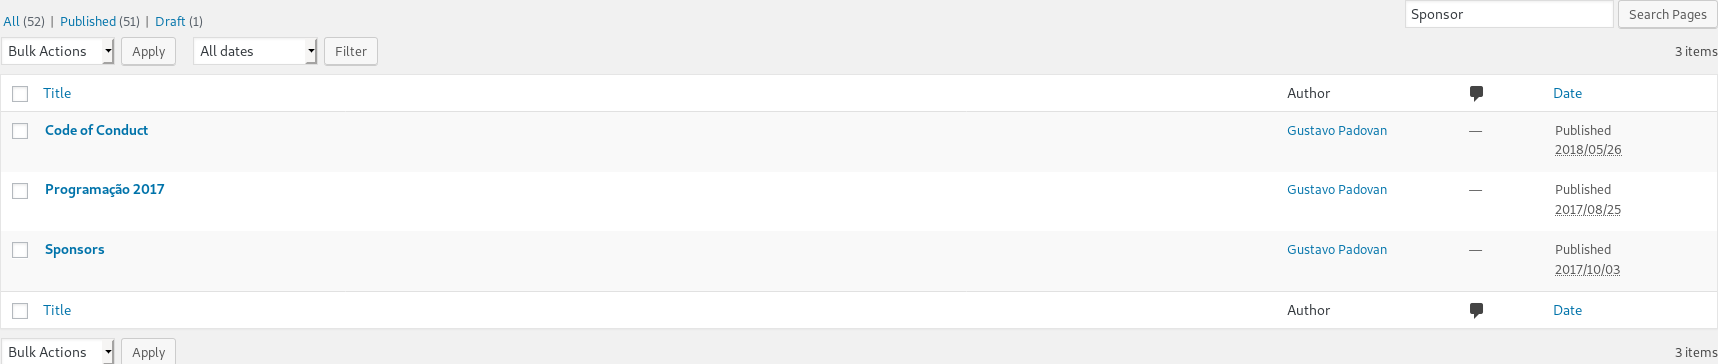 All (52) | Published (51) | Draft (1)
Sponsor
Search Pages
Bulk Actions
Apply
All dates
Filter
3 items
Title Author Date
Code of Conduct Gustavo Padovan — Published
2018/05/26
Programação 2017 Gustavo Padovan — Published
2017/08/25
Sponsors Gustavo Padovan — Published
2017/10/03
Title Author Date
Bulk Actions
Apply
3 items